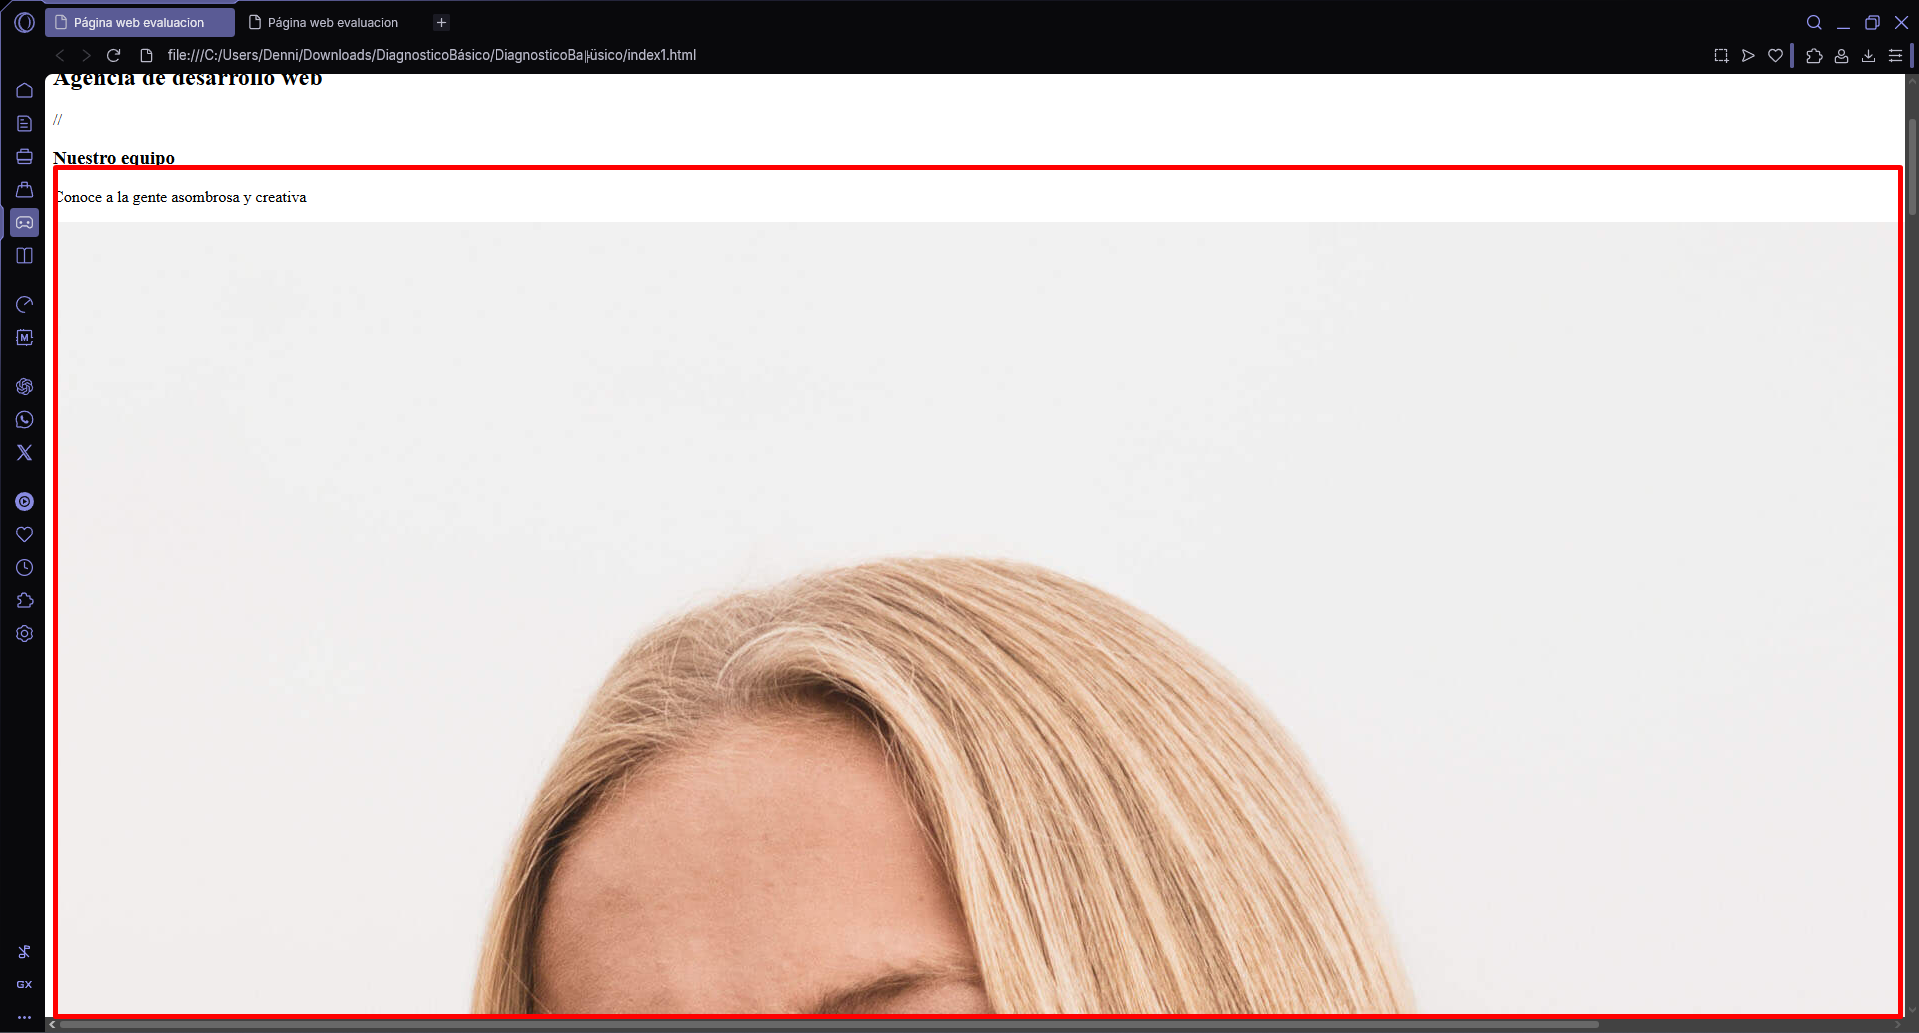 Página web evaluacion
Página web evaluacion
file:///C:/Users/Denni/Downloads/DiagnosticoBásico/DiagnosticoBa╠üsico/index1.html
Agencia de desarrollo web
//
Nuestro equipo
Conoce a la gente asombrosa y creativa
M
GX